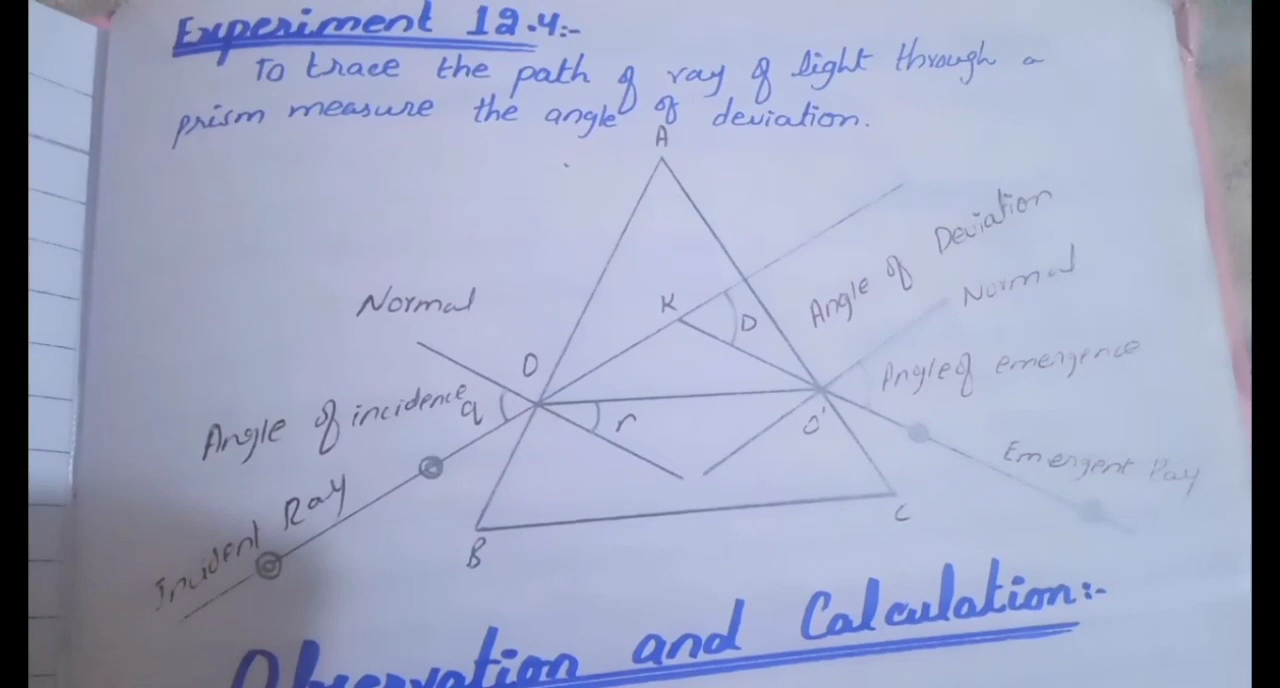 Experiment 12.4:-
To trace the path of ray of light through a
prism measure the angle of deviation.
A
Angle of Deviation
Normal
Normal
K
D
O
Angle of emergence
Angle of incidence
a
r
O'
Emergent Ray
Incident Ray
C
B
Observation and Calculation:-